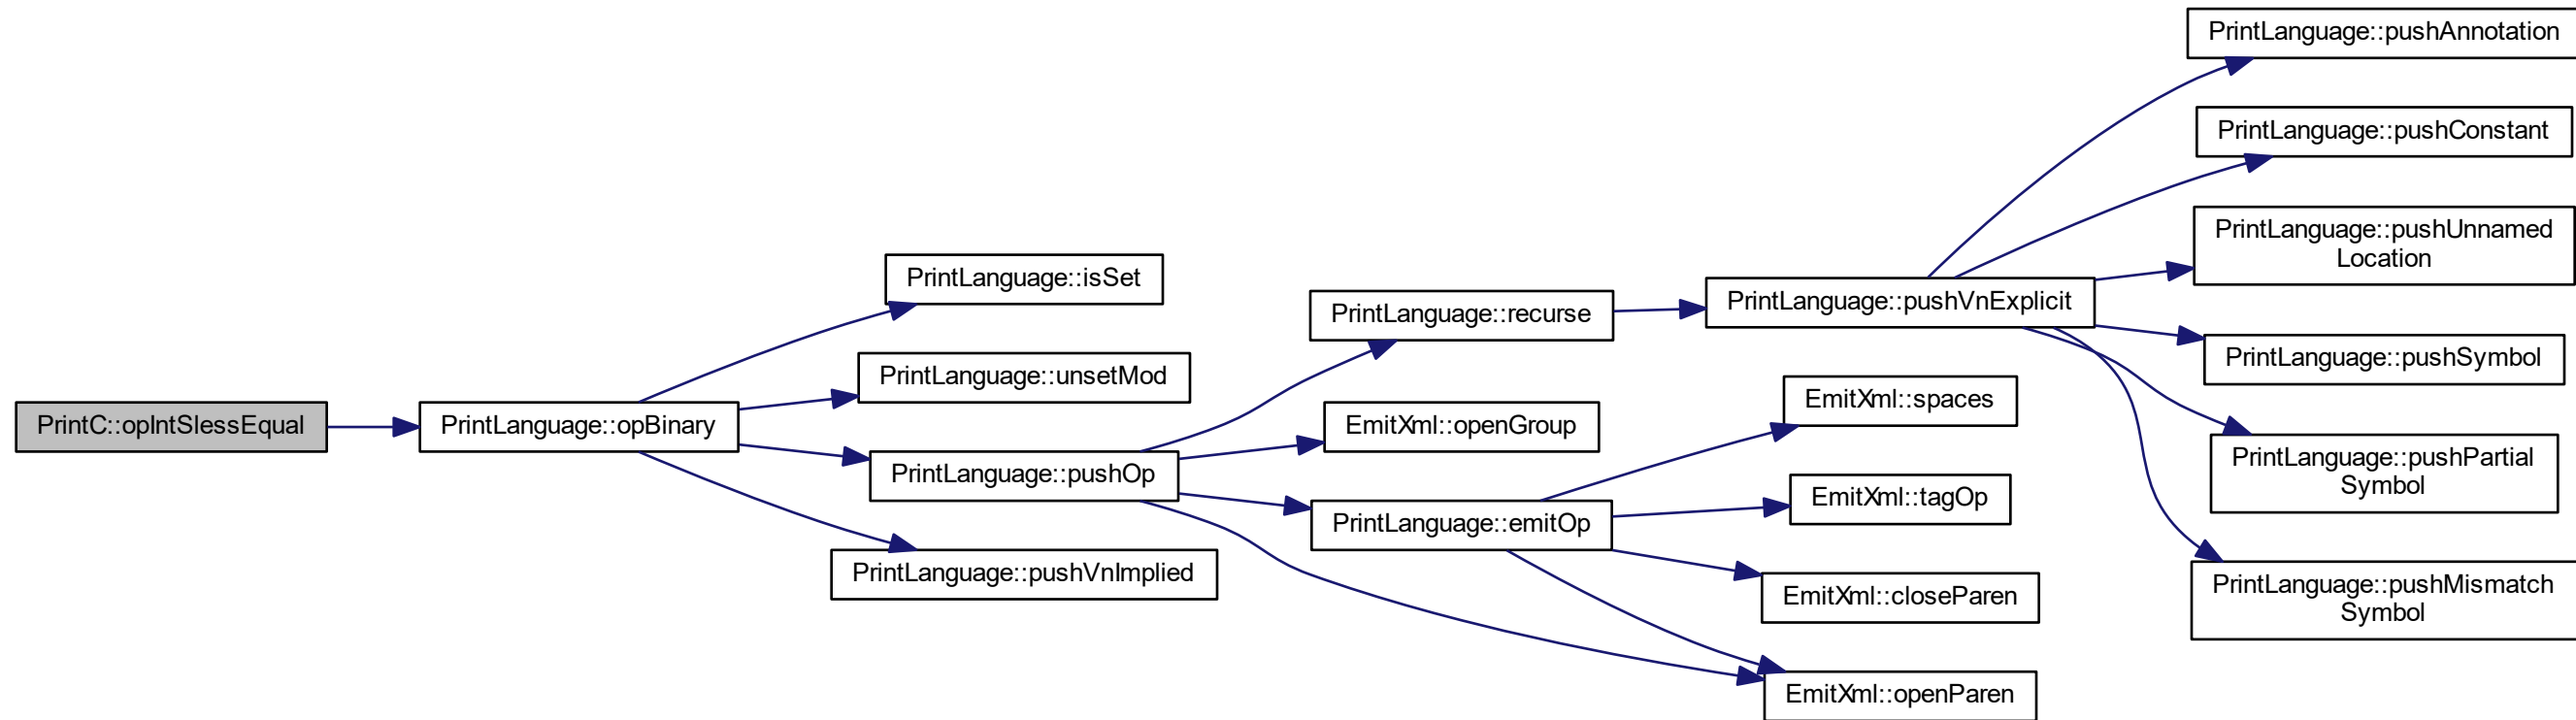 PrintLanguage::pushAnnotation
PrintLanguage::pushConstant
PrintLanguage::pushUnnamed
Location
PrintLanguage::isSet
PrintLanguage::recurse
PrintLanguage::pushVnExplicit
PrintLanguage::pushSymbol
PrintLanguage::unsetMod
EmitXml::spaces
PrintC::opIntSlessEqual
PrintLanguage::opBinary
EmitXml::openGroup
PrintLanguage::pushPartial
Symbol
PrintLanguage::pushOp
EmitXml::tagOp
PrintLanguage::emitOp
PrintLanguage::pushVnImplied
EmitXml::closeParen
PrintLanguage::pushMismatch
Symbol
EmitXml::openParen